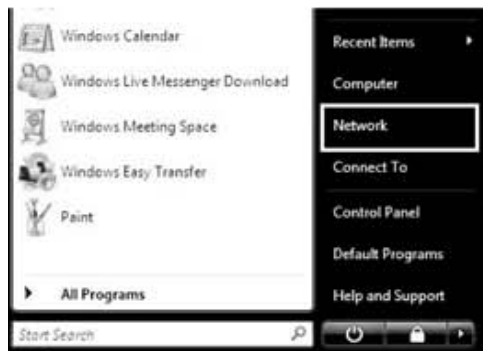 Windows Calendar
Windows Live Messenger Download
Windows Meeting Space
Windows Easy Transfer
Paint
All Programs
Start Search
Recent Items
Computer
Network
Connect To
Control Panel
Default Programs
Help and Support